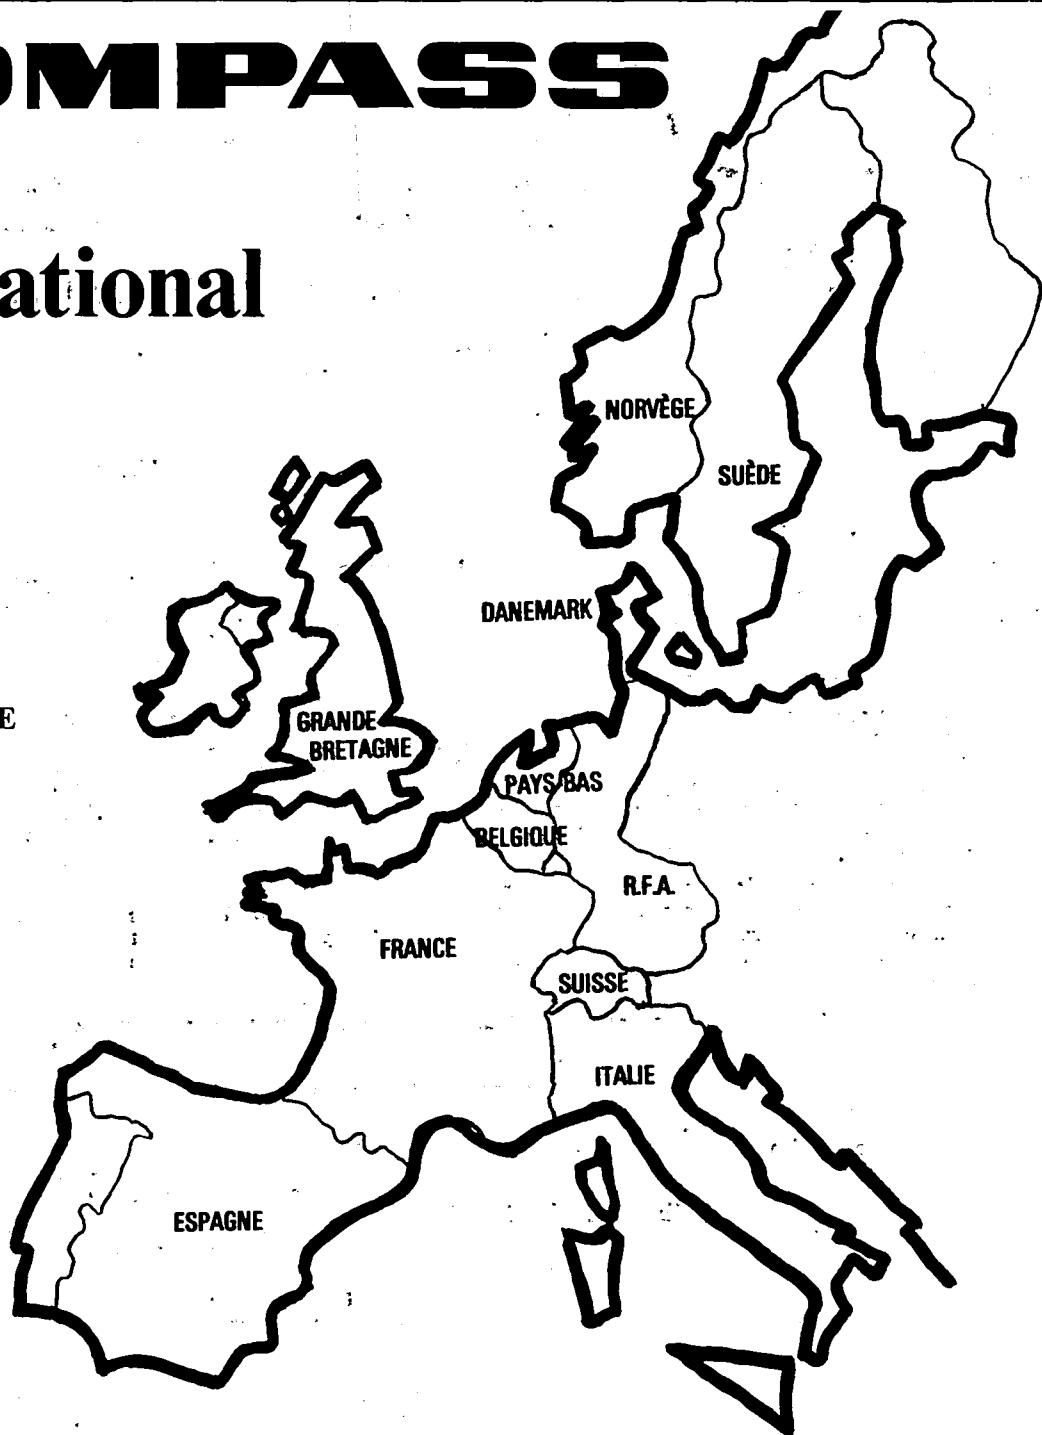 OMPASS
ational
NORVÈGE
SUÈDE
DANEMARK
E
GRANDE
BRETAGNE
PAYS BAS
BELGIQUE
R.F.A.
FRANCE
SUISSE
ITALIE
ESPAGNE